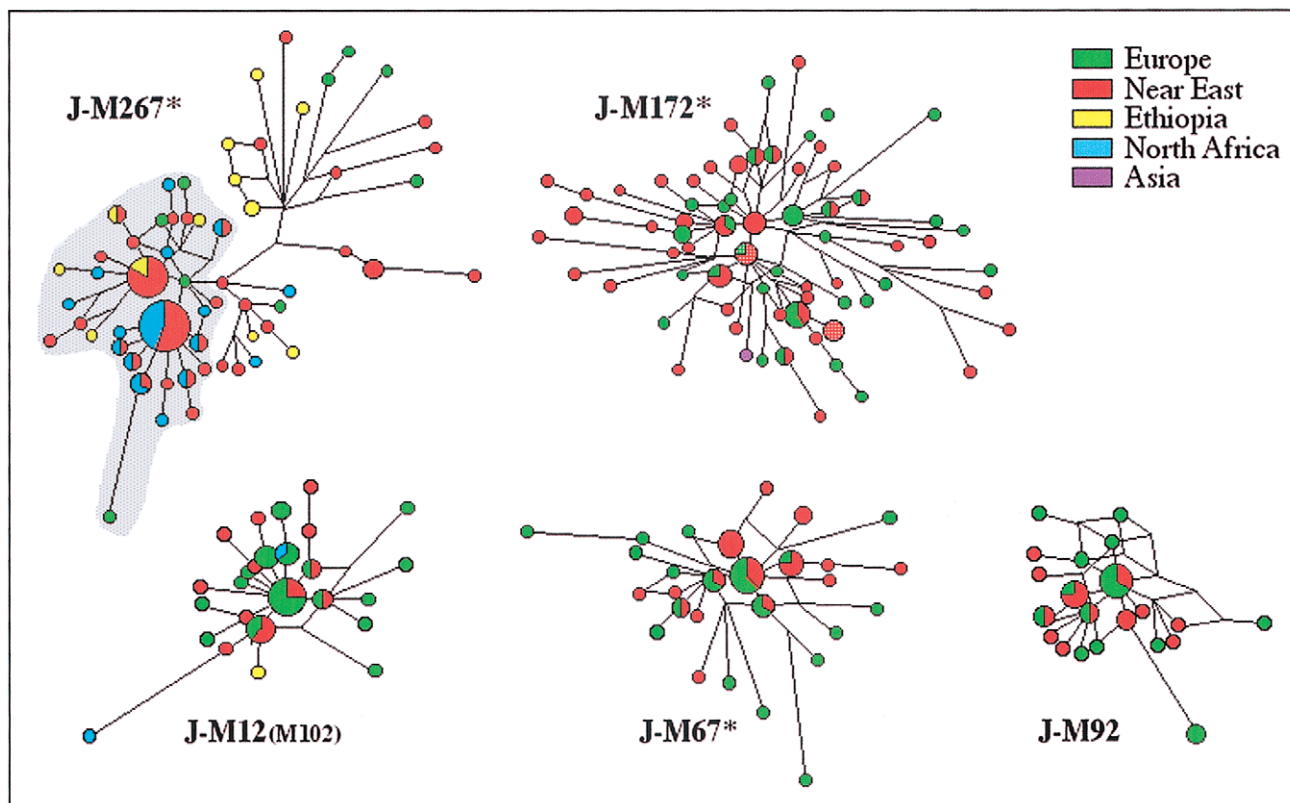 J-M267*
J-M172*
Europe
Near East
Ethiopia
North Africa
Asia
J-M12(M102)
J-M67*
J-M92